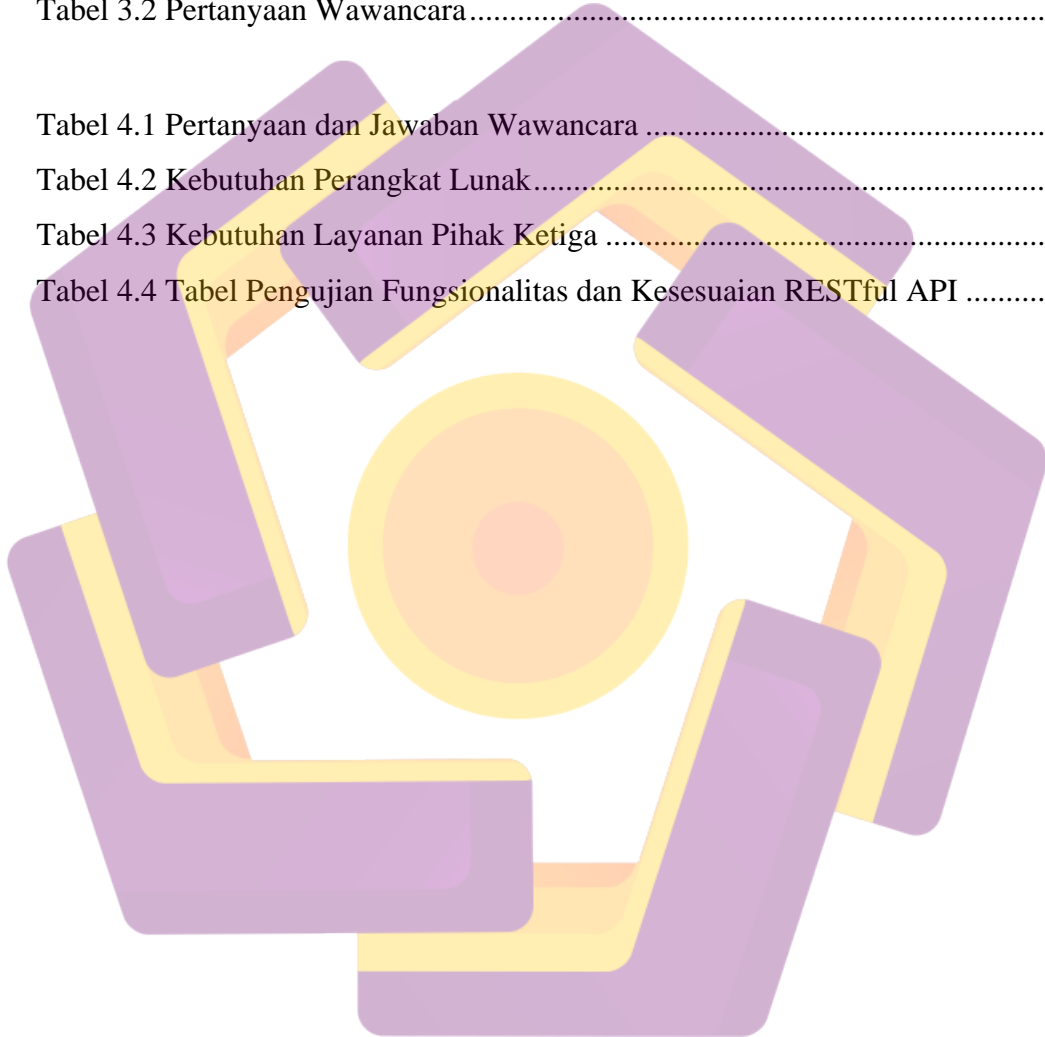 Tabel 3.2 Pertanyaan Wawancara................................................................
Tabel 4.1 Pertanyaan dan Jawaban Wawancara .............................................
Tabel 4.2 Kebutuhan Perangkat Lunak.........................................................
Tabel 4.3 Kebutuhan Layanan Pihak Ketiga ..................................................
Tabel 4.4 Tabel Pengujian Fungsionalitas dan Kesesuaian RESTful API ..........